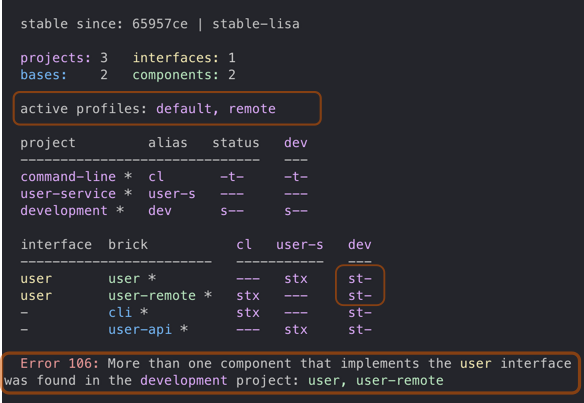 stable since: 65957ce | stable-lisa
projects: 3   interfaces: 1
bases:    2   components: 2
active profiles: default, remote
project         alias   status   dev
-----------------------------   ---
command-line *  cl       -t-    -t-
user-service *  user-s   ---    ---
development *   dev      s--    s--
interface  brick           cl   user-s   dev
------------------------   -----------   ---
user       user *          ---   stx     st-
user       user-remote *   stx   ---     st-
-          cli *           stx   ---     st-
-          user-api *      ---   stx     st-
Error 106: More than one component that implements the user interface
was found in the development project: user, user-remote